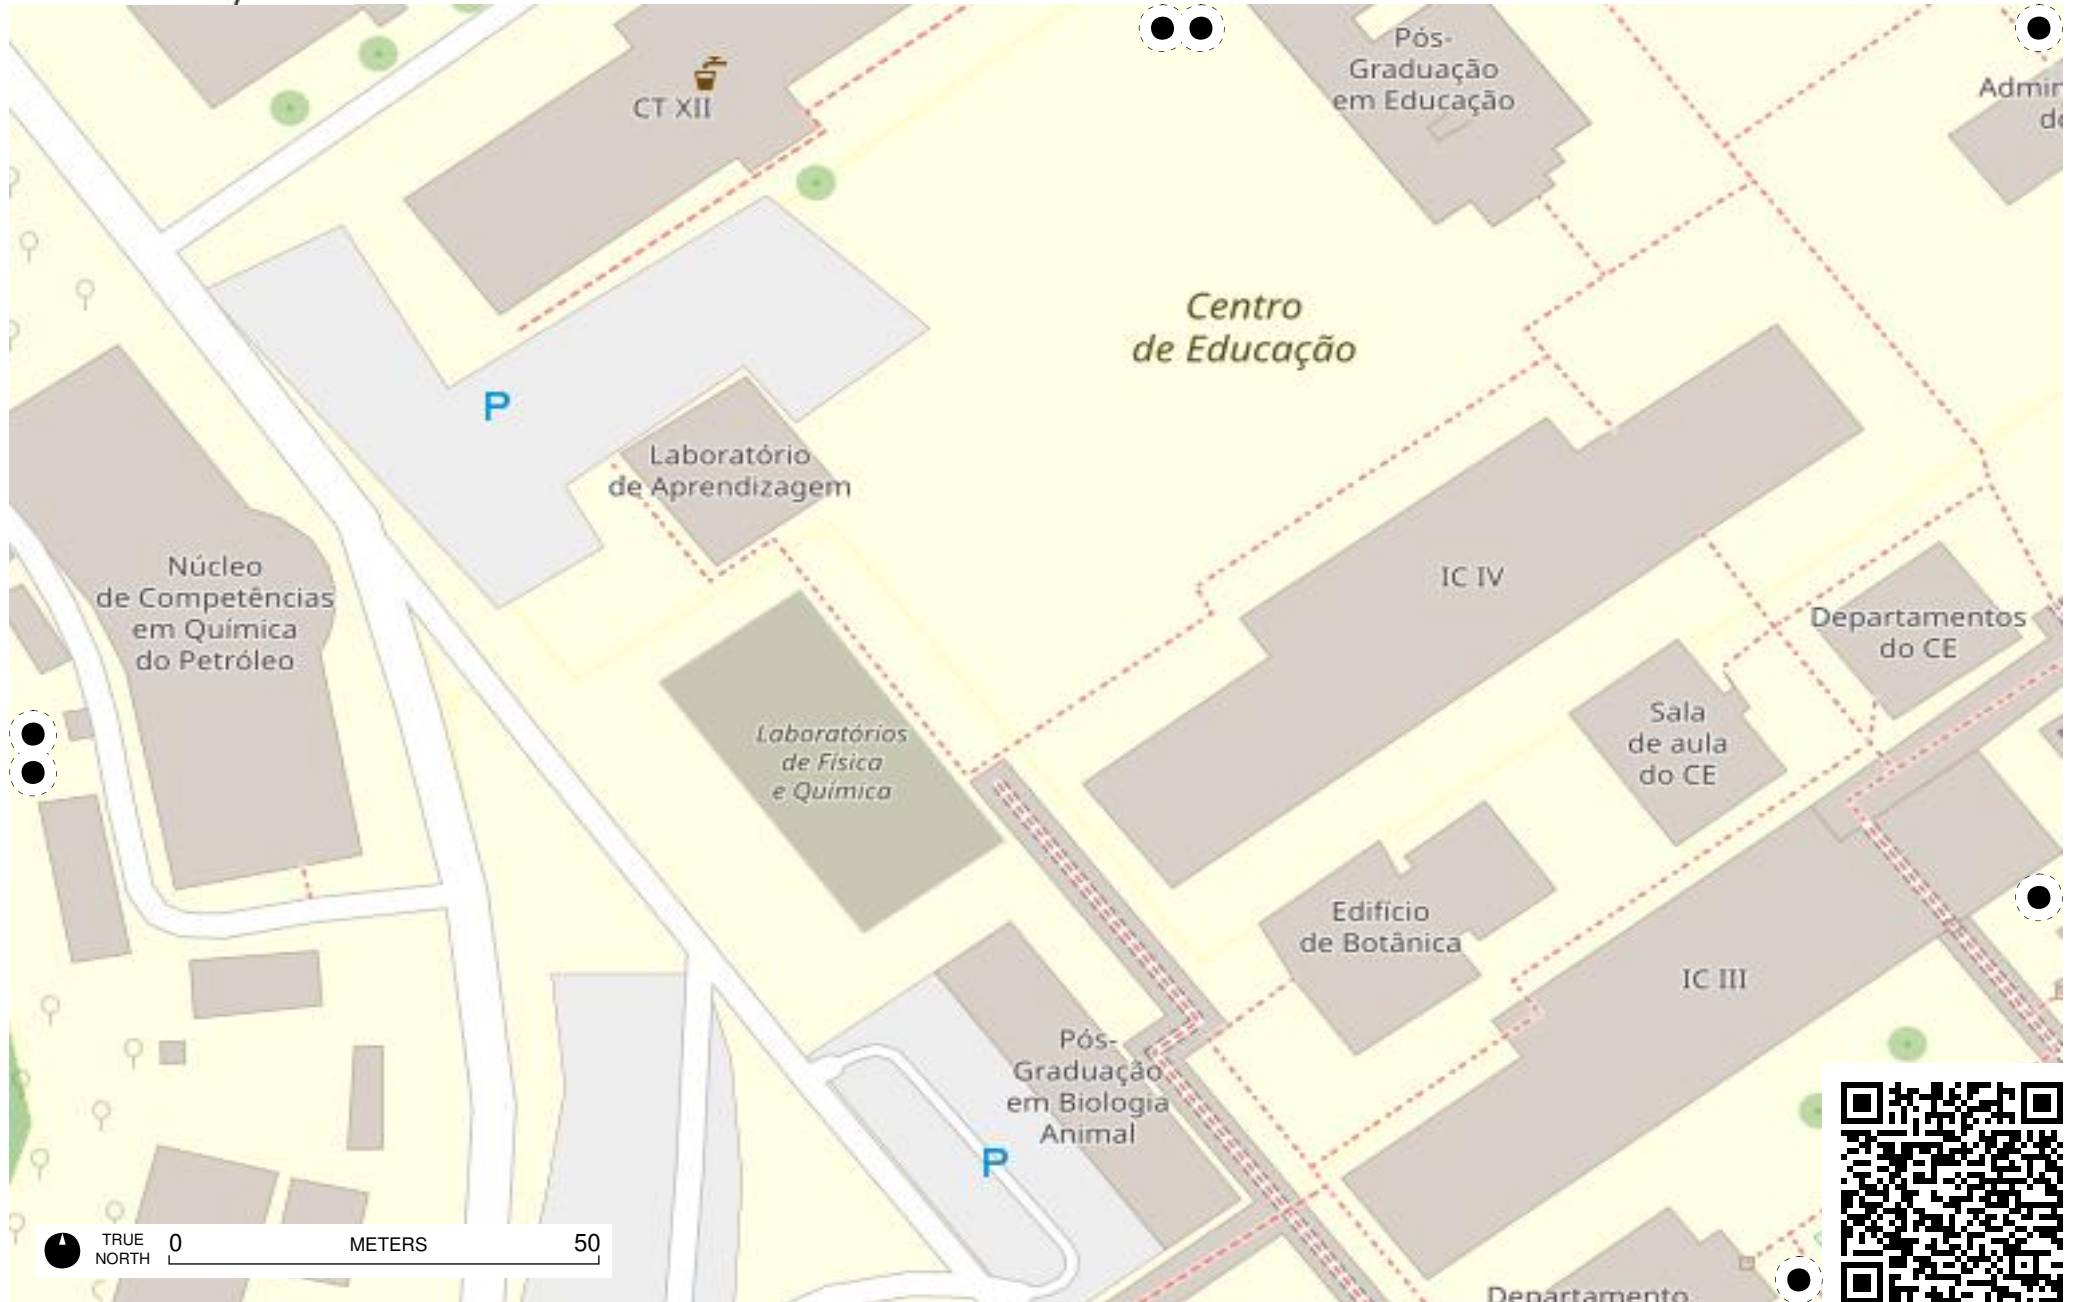 Pós-
Graduação
em Educação
CT XII
Centro
de Educação
P
Laboratório
de Aprendizagem
Núcleo
de Competências
em Química
do Petróleo
IC IV
Departamentos
do CE
Sala
de aula
do CE
Laboratórios
de Física
e Química
Edifício
de Botânica
IC III
Pós-
Graduação
em Biologia
Animal
P
TRUE
NORTH
0 METERS 50
Departamento